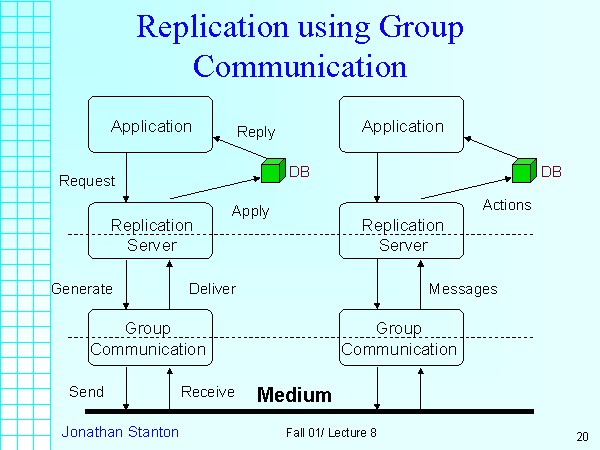 Replication using Group
Communication
Application
Reply
Application
DB
DB
Request
Apply
Actions
Replication
Server
Replication
Server
Generate
Deliver
Messages
Group
Communication
Group
Communication
Send
Receive
Medium
Jonathan Stanton
Fall 01/ Lecture 8
20